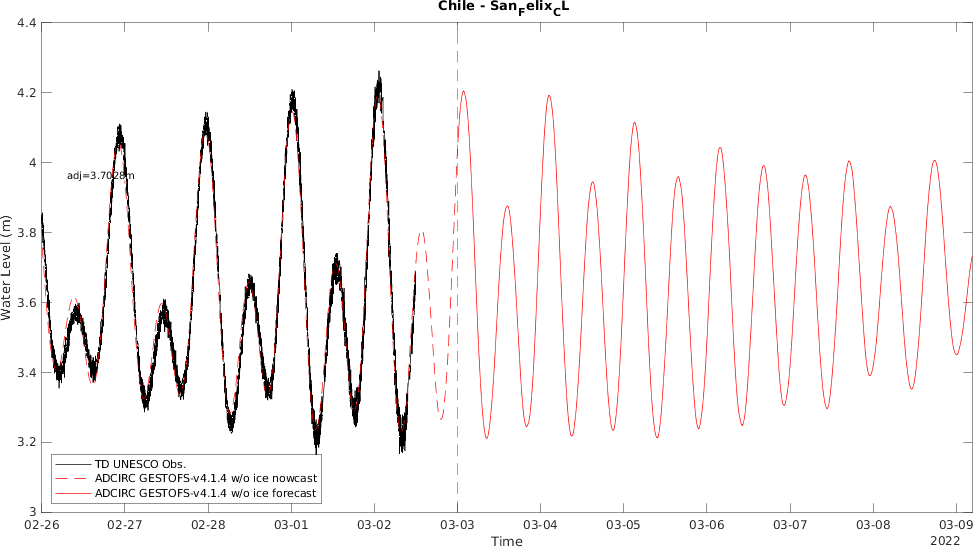 Chile - SanFelixCL
4.4
4.2
4
3.8
3.6
3.4
3.2
3
Water Level (m)
adj=3.7028m
TD UNESCO Obs.
ADCIRC GESTOFS-v4.1.4 w/o ice nowcast
ADCIRC GESTOFS-v4.1.4 w/o ice forecast
02-26 02-27 02-28 03-01 03-02 03-03 03-04 03-05 03-06 03-07 03-08 03-09
Time
2022